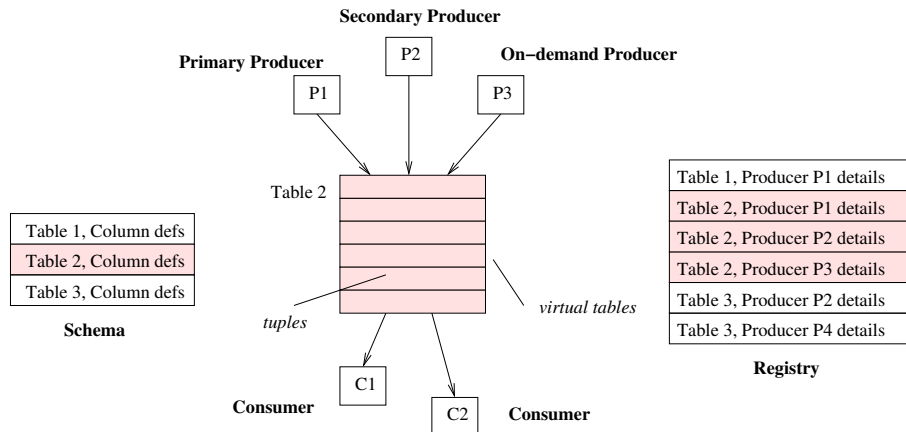 Secondary Producer
P2
Primary Producer
On-demand Producer
P1
P3
Table 2
Table 1, Column defs
Table 2, Column defs
Table 3, Column defs
Schema
tuples
virtual tables
Table 1, Producer P1 details
Table 2, Producer P1 details
Table 2, Producer P2 details
Table 2, Producer P3 details
Table 3, Producer P2 details
Table 3, Producer P4 details
Registry
C1
Consumer
C2
Consumer